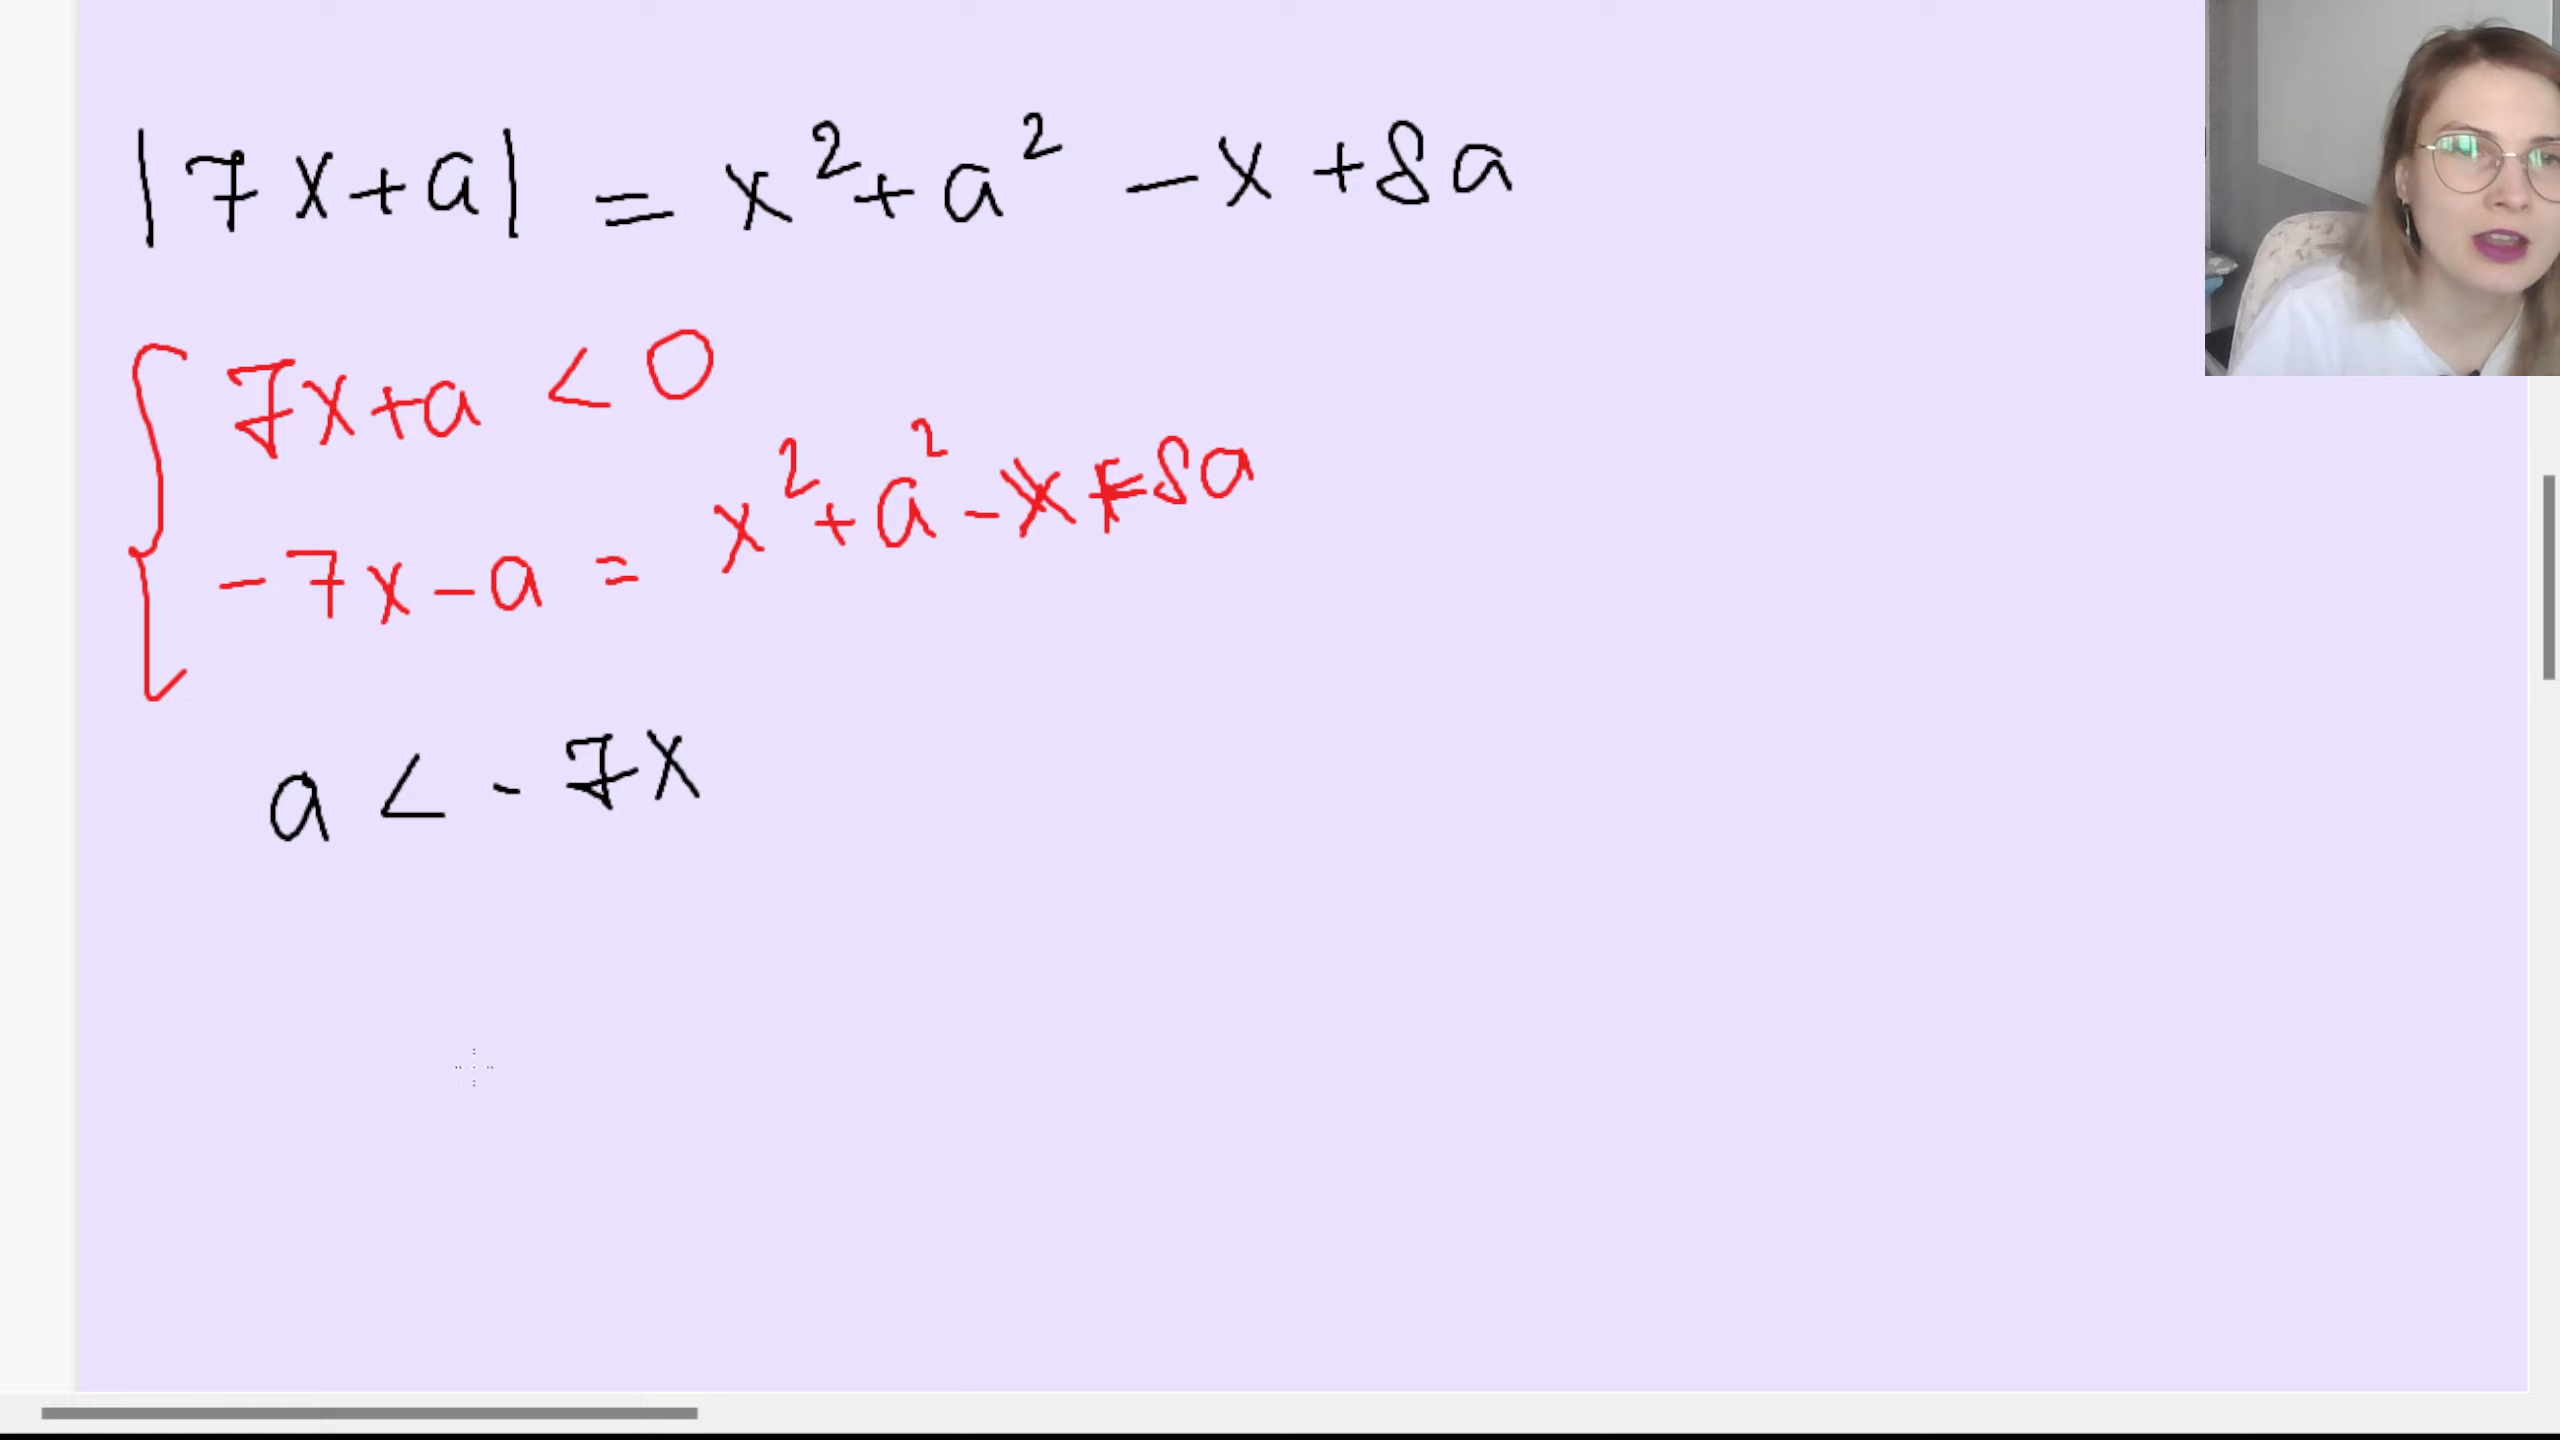 |7x+a| = x²+a² -x +8a
7x+a < 0
-7x-a = x²+a² -x+8a
a < -7x